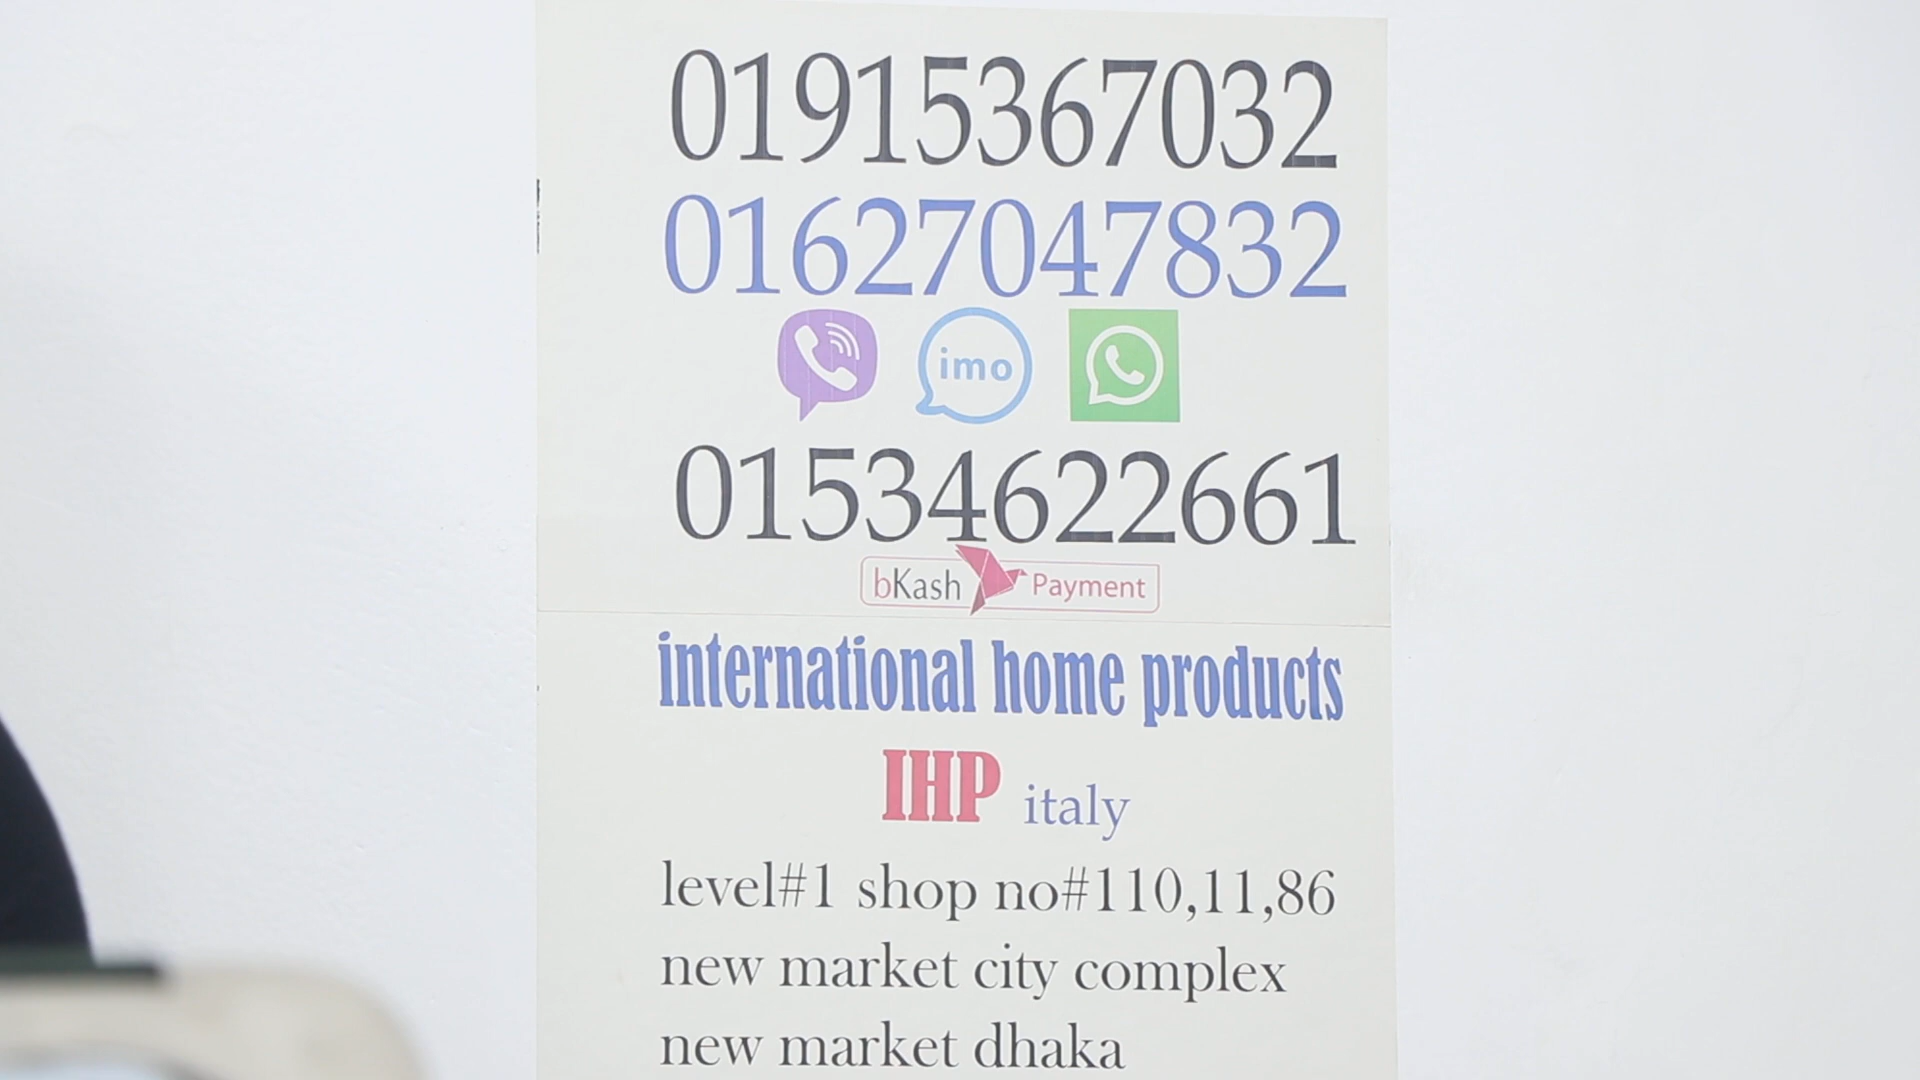 01915367032
01627047832
imo
01534622661
bKash Payment
international home products
IHP italy
level#1 shop no#110,11,86
new market city complex
new market dhaka